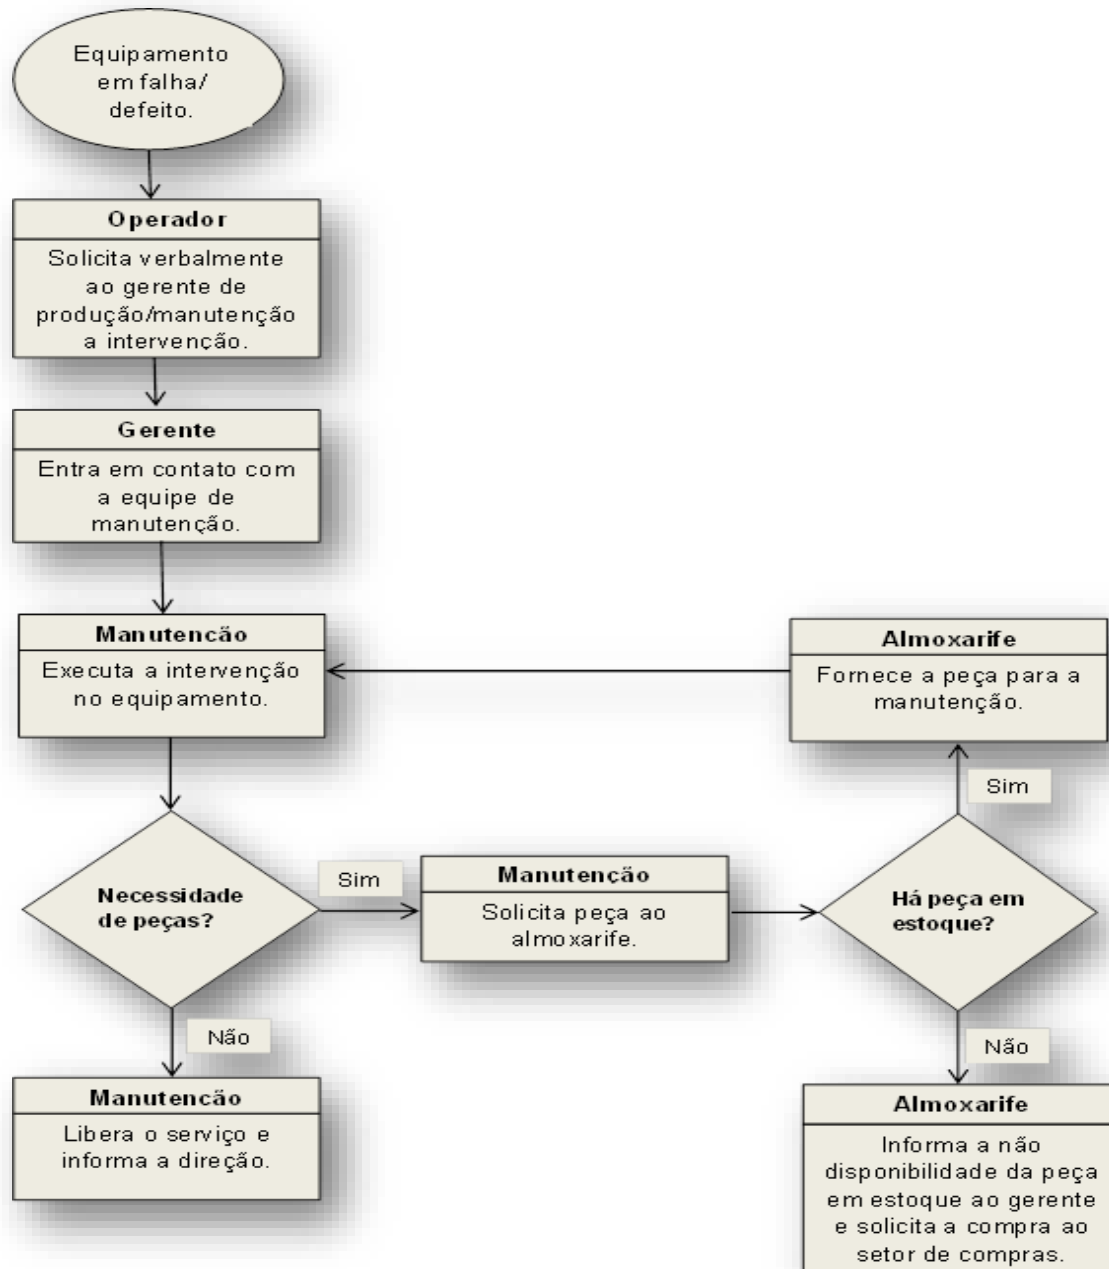 Equipamento
em falha/
defeito.
Operador
Solicita verbalmente
ao gerente de
produção/manutenção
a intervenção.
Gerente
Entra em contato com
a equipe de
manutenção.
Manutencão
Executa a intervenção
no equipamento.
Almoxarife
Fornece a peça para a
manutenção.
Sim
Necessidade
de peças?
Sim
Manutenção
Solicita peça ao
almoxarife.
Há peça em
estoque?
Não
Não
Manutencão
Libera o serviço e
informa a direção.
Almoxarife
Informa a não
disponibilidade da peça
em estoque ao gerente
e solicita a compra ao
setor de compras.